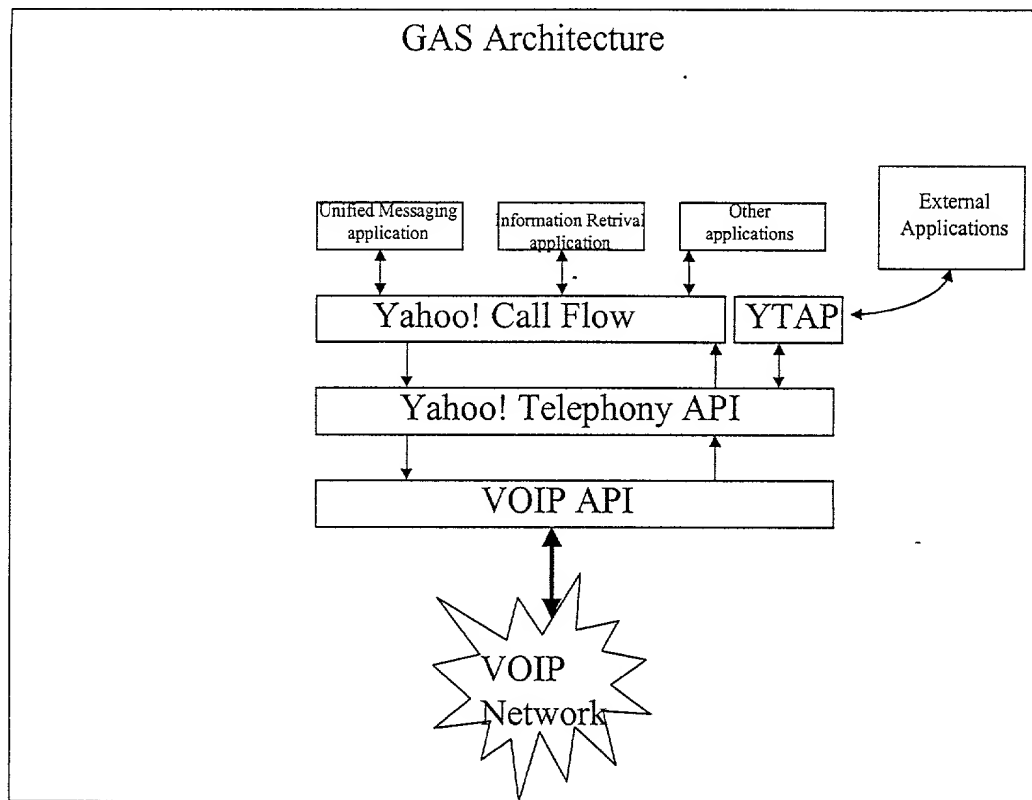 GAS Architecture
Unified Messaging
application
Information Retrival
application
Other
applications
External
Applications
Yahoo! Call Flow
YTAP
Yahoo! Telephony API
VOIP API
VOIP
Network